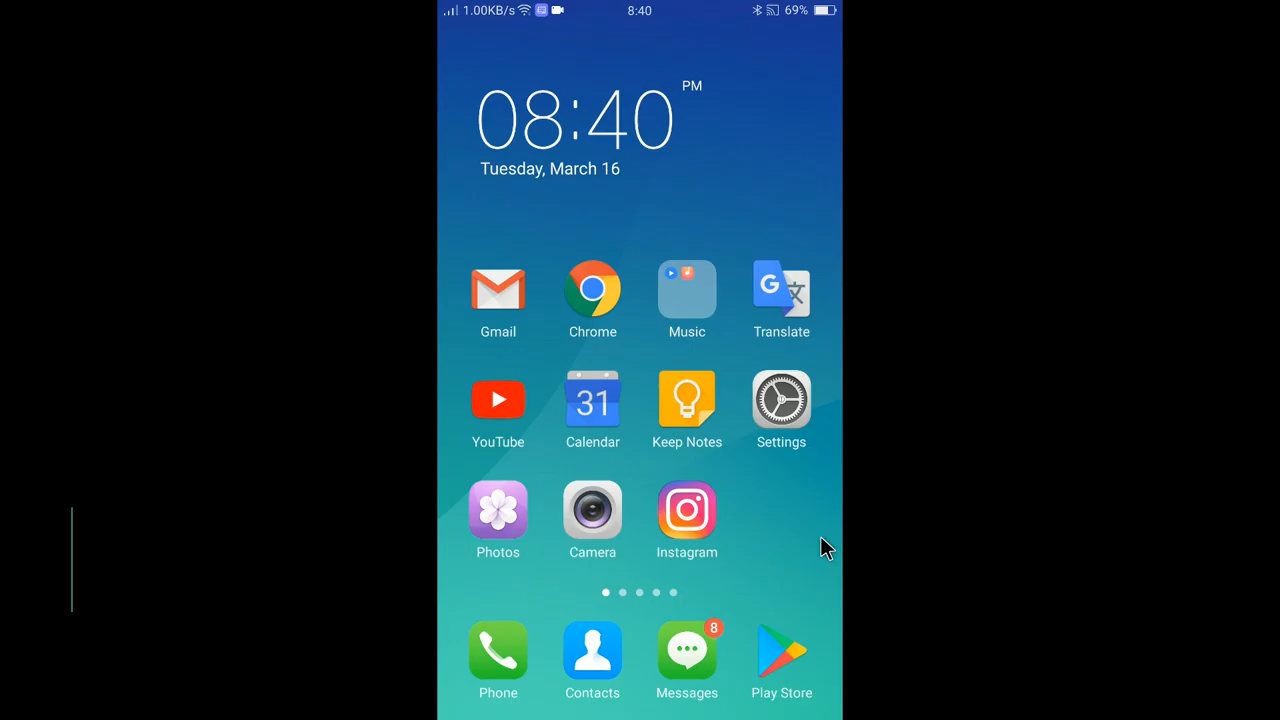 1.00KB/s 8:40 69%
08:40 PM
Tuesday, March 16
Gmail Chrome Music Translate
31
YouTube Calendar Keep Notes Settings
Photos Camera Instagram
8
Phone Contacts Messages Play Store